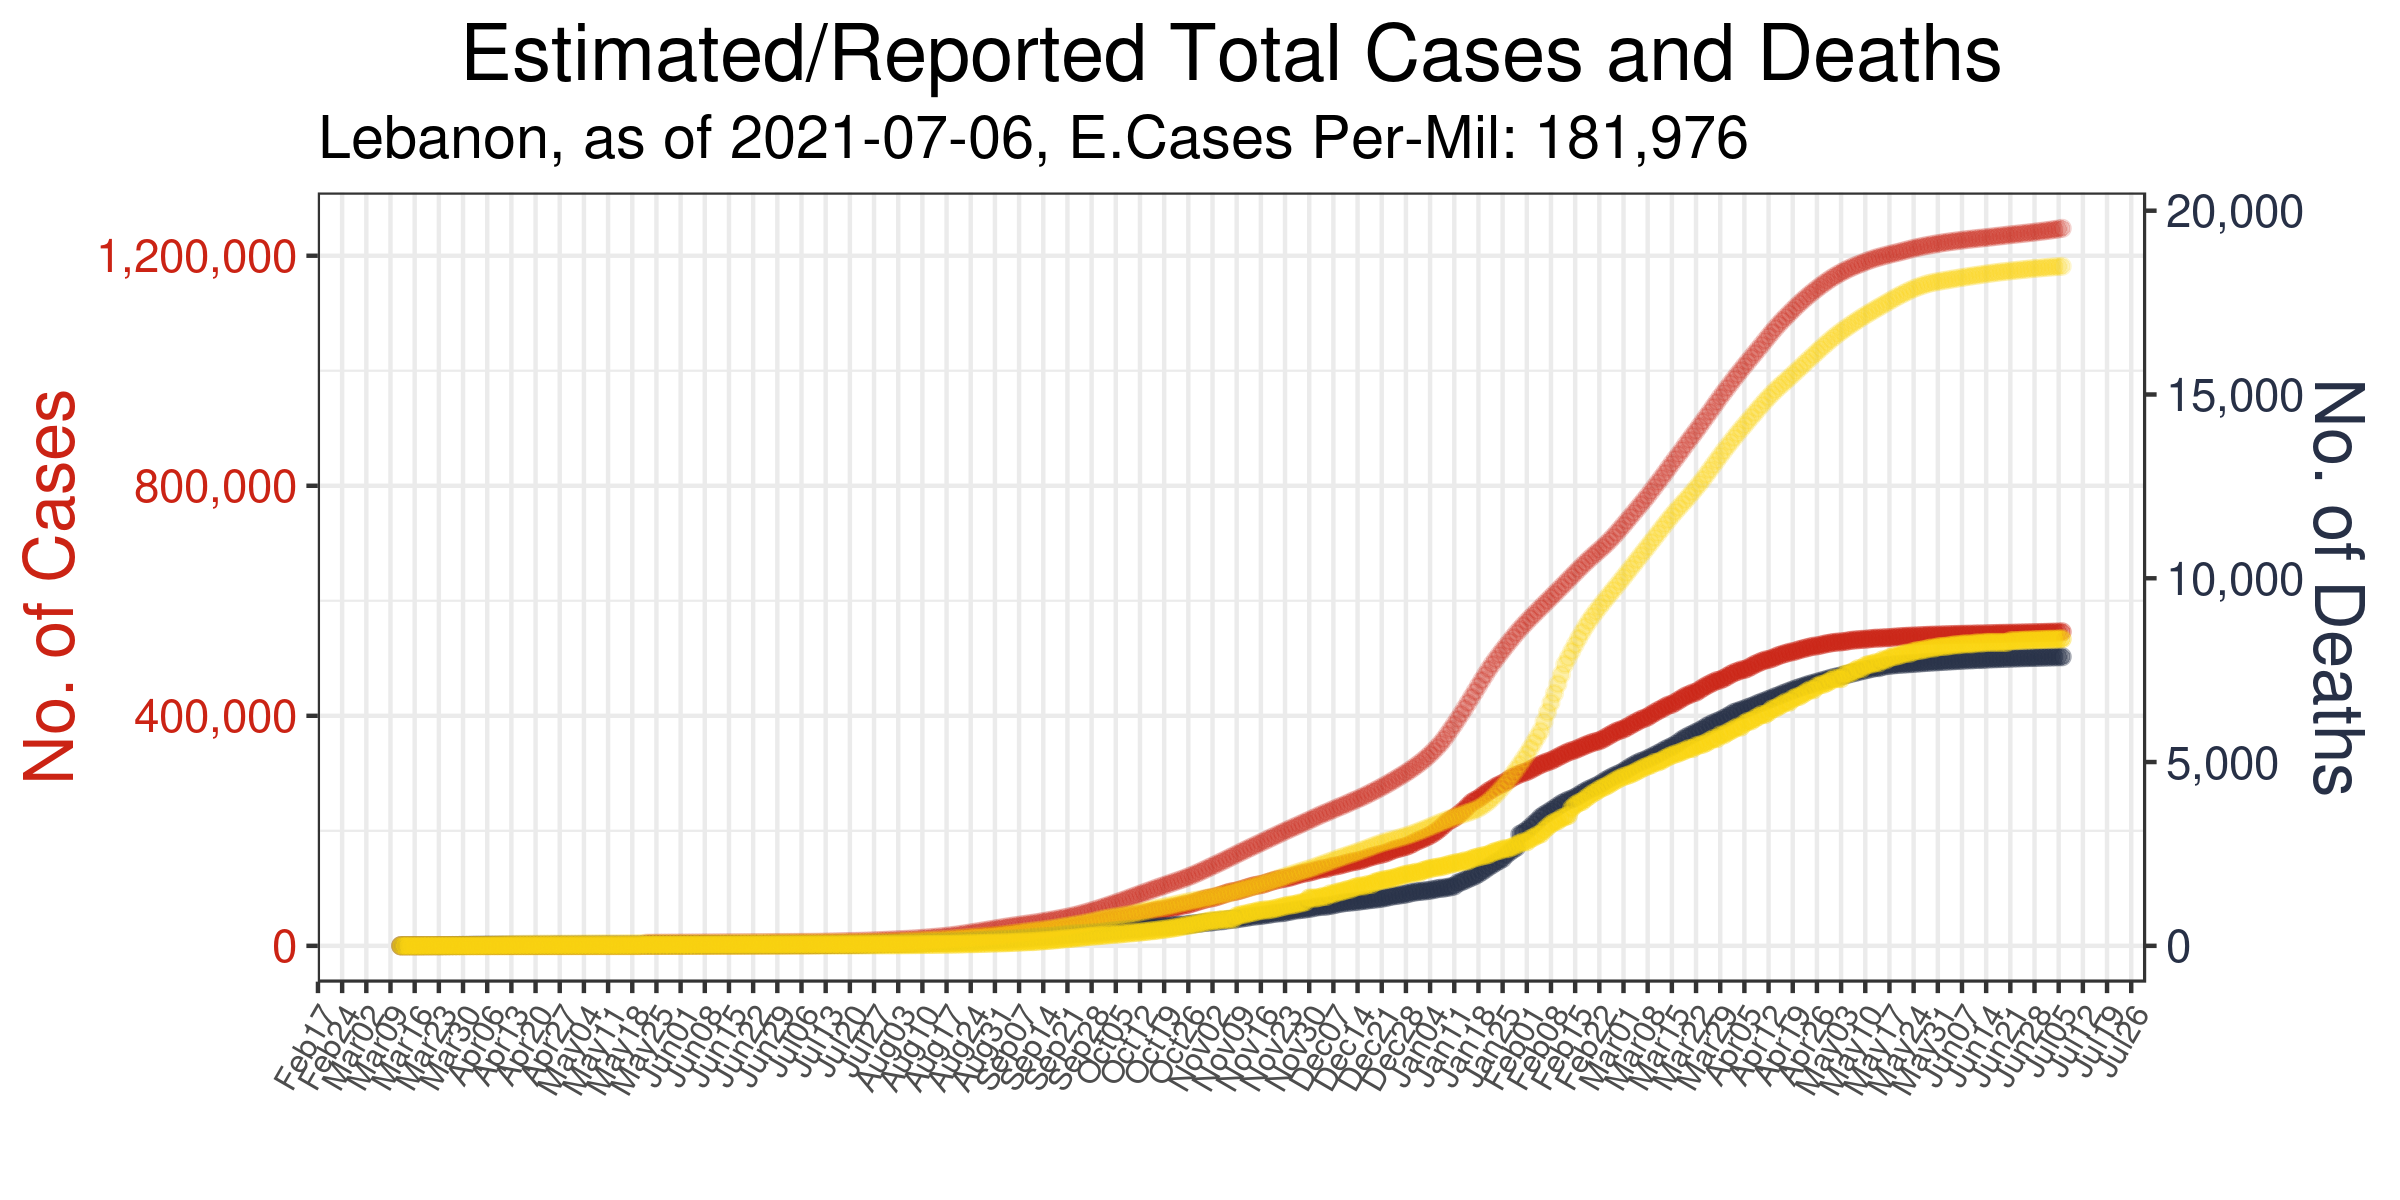 Estimated/Reported Total Cases and Deaths
Lebanon, as of 2021-07-06, E.Cases Per-Mil: 181,976
No. of Cases
1,200,000
800,000
400,000
0
20,000
15,000
10,000
5,000
0
No. of Deaths
Feb17
Feb24
Mar02
Mar09
Mar16
Mar23
Mar30
Apr06
Apr13
Apr20
Apr27
May04
May11
May18
May25
Jun01
Jun08
Jun15
Jun22
Jun29
Jul06
Jul13
Jul20
Jul27
Aug03
Aug10
Aug17
Aug24
Aug31
Sep07
Sep14
Sep21
Sep28
Oct05
Oct12
Oct19
Oct26
Nov02
Nov09
Nov16
Nov23
Nov30
Dec07
Dec14
Dec21
Dec28
Jan04
Jan11
Jan18
Jan25
Feb01
Feb08
Feb15
Feb22
Mar01
Mar08
Mar15
Mar22
Mar29
Apr05
Apr12
Apr19
Apr26
May03
May10
May17
May24
May31
Jun07
Jun14
Jun21
Jun28
Jul05
Jul12
Jul19
Jul26